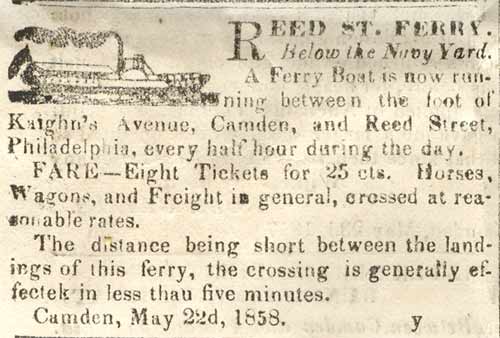 REED ST. FERRY.
Below the Navy Yard.
A Ferry Boat is now run-
ning between the foot of
Kaighn's Avenue, Camden, and Reed Street,
Philadelphia, every half hour during the day.
FARE—Eight Tickets for 25 cts. Horses,
Wagons, and Freight in general, crossed at rea-
sonable rates.
The distance being short between the land-
ings of this ferry, the crossing is generally ef-
fectek in less thau five minutes.
Camden, May 22d, 1858. y